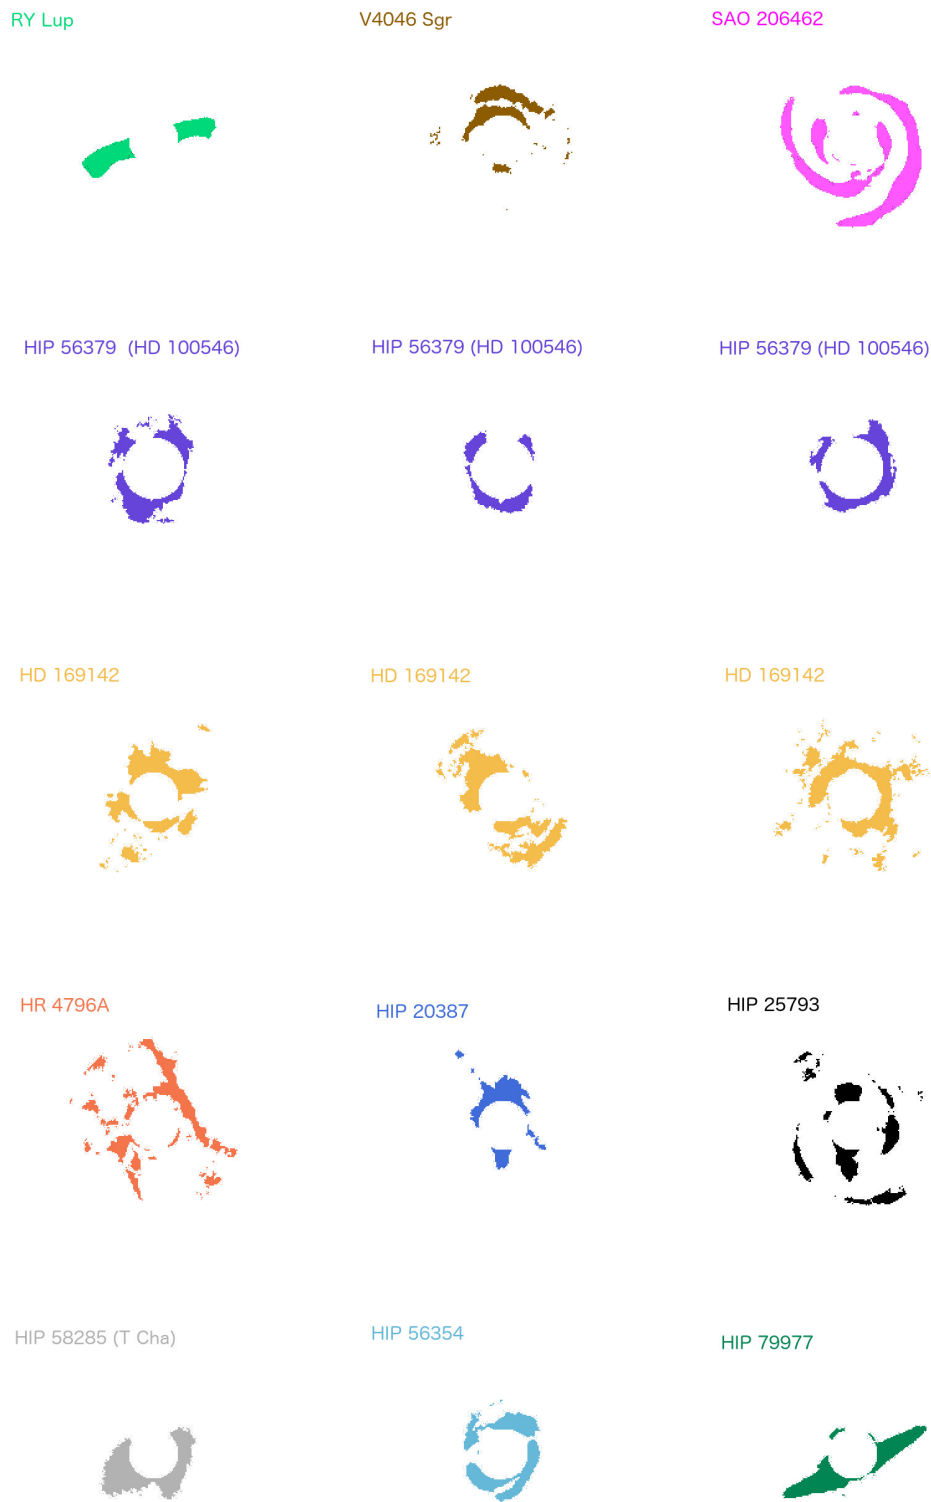 RY Lup
V4046 Sgr
SAO 206462
HIP 56379 (HD 100546)
HIP 56379 (HD 100546)
HIP 56379 (HD 100546)
HD 169142
HD 169142
HD 169142
HR 4796A
HIP 20387
HIP 25793
HIP 58285 (T Cha)
HIP 56354
HIP 79977